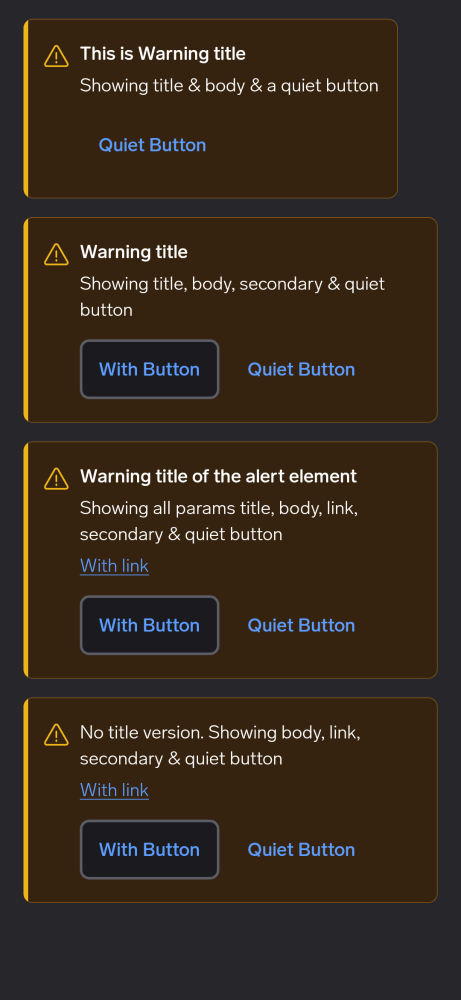 This is Warning title
Showing title & body & a quiet button
Quiet Button
Warning title
Showing title, body, secondary & quiet
button
With Button
Quiet Button
Warning title of the alert element
Showing all params title, body, link,
secondary & quiet button
With link
With Button
Quiet Button
No title version. Showing body, link,
secondary & quiet button
With link
With Button
Quiet Button